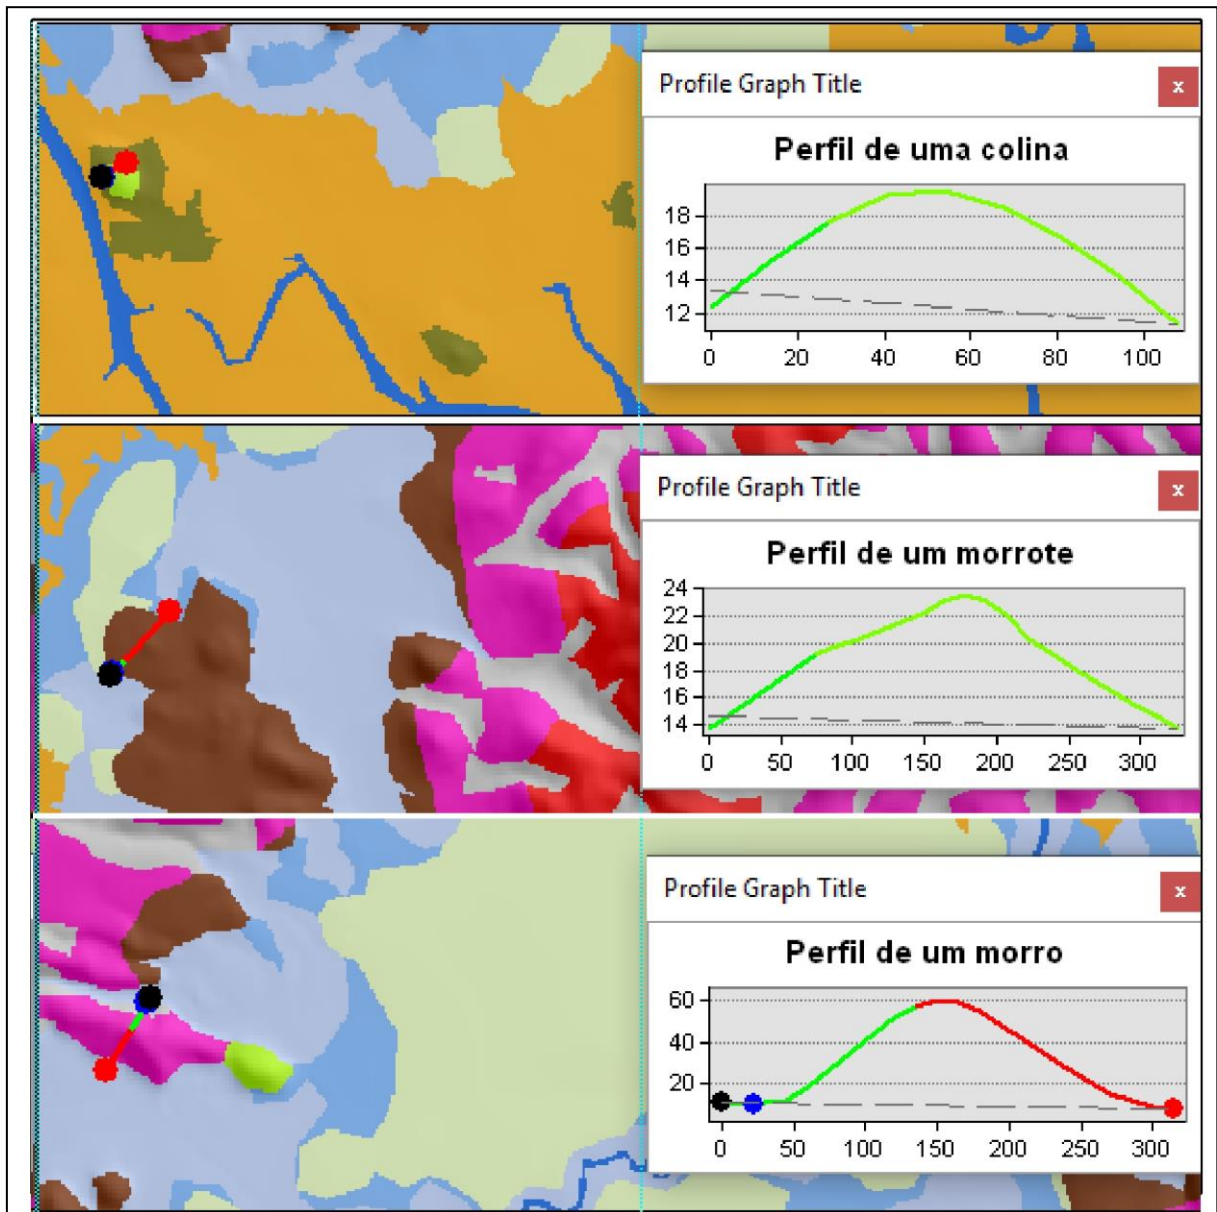 Profile Graph Title x
Perfil de uma colina
18
16
14
12
0 20 40 60 80 100
Profile Graph Title x
Perfil de um morrote
24
22
20
18
16
14
0 50 100 150 200 250 300
Profile Graph Title x
Perfil de um morro
60
40
20
0 50 100 150 200 250 300